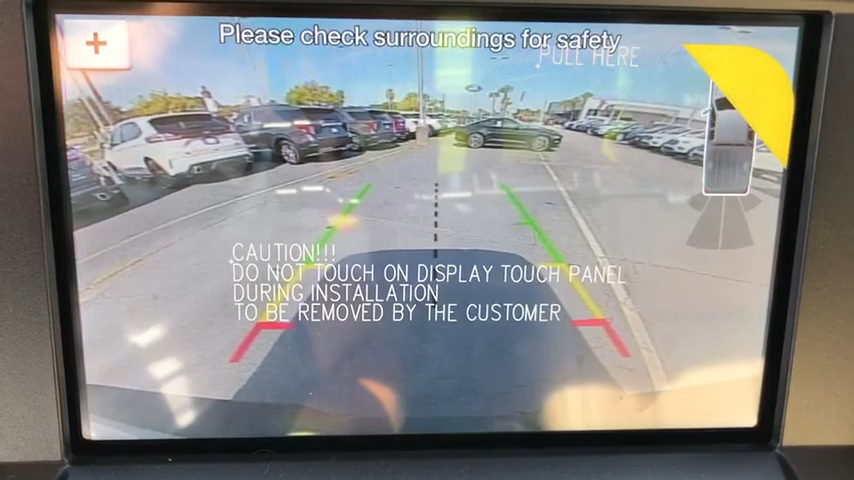 Please check surroundings for safety
PULL HERE
CAUTION!!!
DO NOT TOUCH ON DISPLAY TOUCH PANEL
DURING INSTALLATION
TO BE REMOVED BY THE CUSTOMER